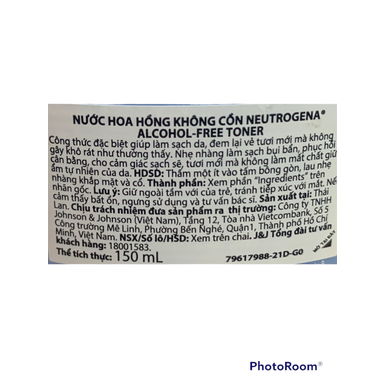 NƯỚC HOA HỒNG KHÔNG CỒN NEUTROGENA®
ALCOHOL-FREE TONER
Công thức đặc biệt giúp làm sạch da, đem lại vẻ tươi mới mà không
gây khô rát như thường thấy. Nhẹ nhàng làm sạch bụi bẩn, phục hồi
cân bằng, cho cảm giác sạch sẽ, tươi mới mà không làm mất chất giữ
ẩm tự nhiên của da. HDSD: Thấm một ít vào tấm bông gòn, lau nhẹ
nhàng khắp mặt và cổ. Thành phần: Xem phần "Ingredients" trên
nhãn gốc. Lưu ý: Giữ xa tầm tay của trẻ, tránh tiếp xúc với mắt. Nếu
cảm thấy bất ổn, ngưng sử dụng và tư vấn bác sĩ. Sản xuất tại: Thái
Lan. Chịu trách nhiệm đưa sản phẩm ra thị trường: Công ty TNHH
Johnson & Johnson (Việt Nam), Tầng 12, Tòa nhà Vietcombank, Số 5
Công trường Mê Linh, Phường Bến Nghé, Quận1, Thành phố Hồ Chí
Minh, Việt Nam. NSX/Số lô/HSD: Xem trên chai. J&J Tổng đài tư vấn
khách hàng: 18001583.
Thể tích thực: 150 mL
79617988-21D-G0
PhotoRoom®